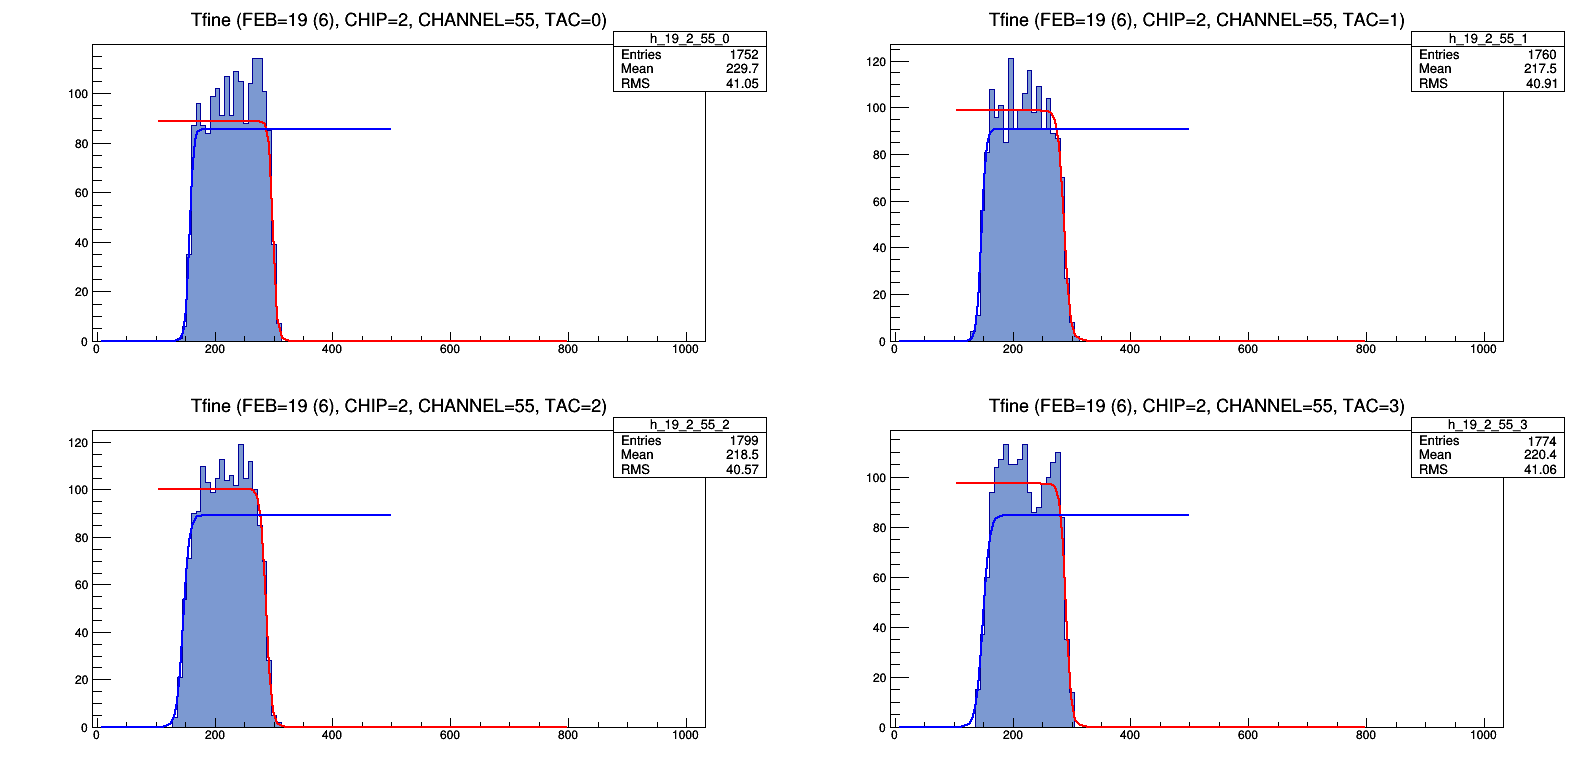 Tfine (FEB=19 (6), CHIP=2, CHANNEL=55, TAC=0)
h_19_2_55_0
Entries 1752
Mean 229.7
RMS 41.05
100
80
60
40
20
0
0 200 400 600 800 1000
Tfine (FEB=19 (6), CHIP=2, CHANNEL=55, TAC=1)
h_19_2_55_1
Entries 1760
Mean 217.5
RMS 40.91
120
100
80
60
40
20
0
0 200 400 600 800 1000
Tfine (FEB=19 (6), CHIP=2, CHANNEL=55, TAC=2)
h_19_2_55_2
Entries 1799
Mean 218.5
RMS 40.57
120
100
80
60
40
20
0
0 200 400 600 800 1000
Tfine (FEB=19 (6), CHIP=2, CHANNEL=55, TAC=3)
h_19_2_55_3
Entries 1774
Mean 220.4
RMS 41.06
100
80
60
40
20
0
0 200 400 600 800 1000